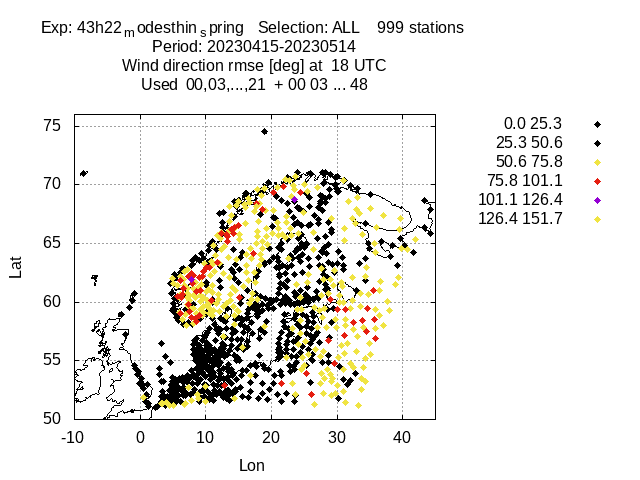 Exp: 43h22modesthinspring Selection: ALL 999 stations
Period: 20230415-20230514
Wind direction rmse [deg] at 18 UTC
Used 00,03,...,21 + 00 03 ... 48
0.0 25.3
25.3 50.6
50.6 75.8
75.8 101.1
101.1 126.4
126.4 151.7
75
70
65
60
55
50
Lat
-10 0 10 20 30 40
Lon